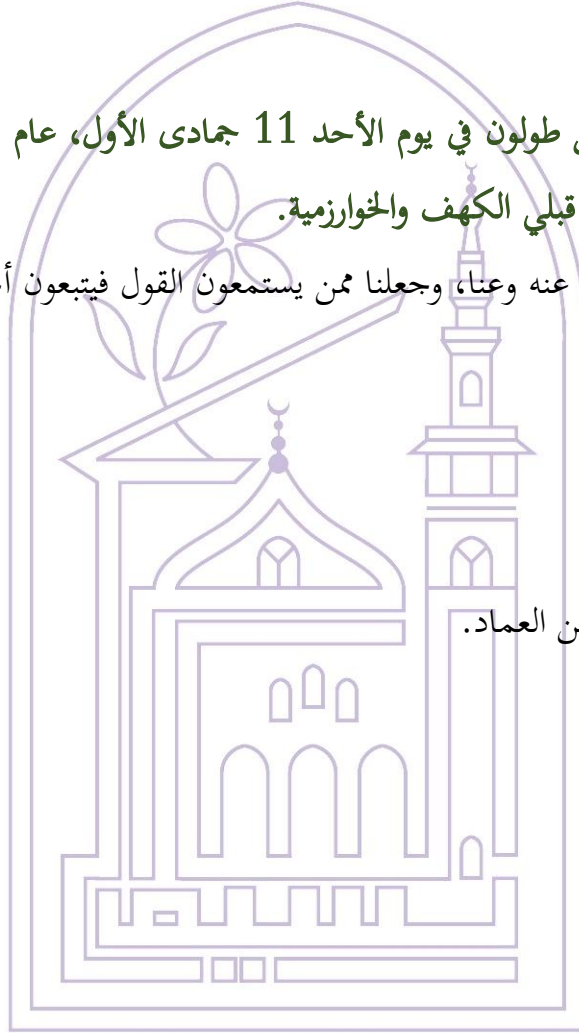 طولون في يوم الأحد 11 جمادى الأول، عام
قبلي الكهف والخوارزمية.
عنه وعنا، وجعلنا ممن يستمعون القول فيتبعون
العماد.